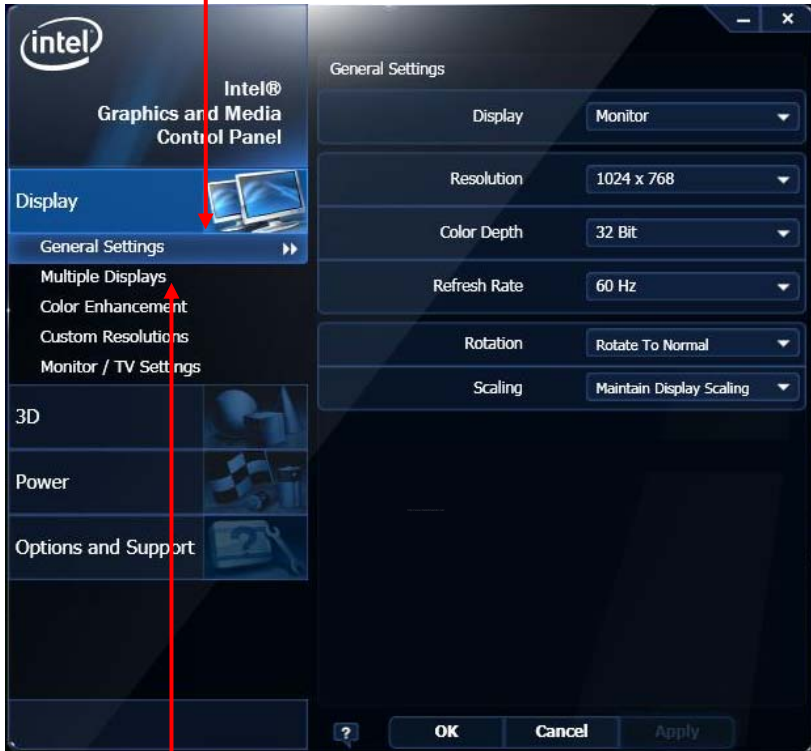 intel
Intel®
Graphics and Media
Control Panel
Display
General Settings
Multiple Displays
Color Enhancement
Custom Resolutions
Monitor / TV Settings
3D
Power
Options and Support
General Settings
Display Monitor
Resolution 1024 x 768
Color Depth 32 Bit
Refresh Rate 60 Hz
Rotation Rotate To Normal
Scaling Maintain Display Scaling
? OK Cancel Apply